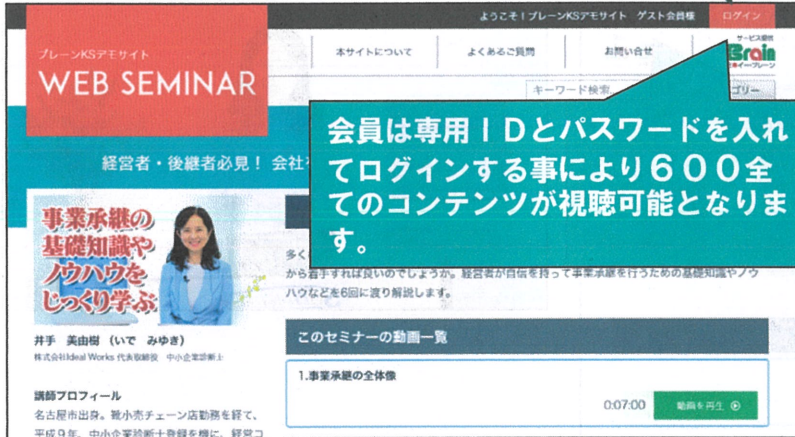 ようこそ！ブレーンKSデモサイト ゲスト会員様 ログイン
ブレーンKSデモサイト
WEB SEMINAR
本サイトについて よくあるご質問 お問い合せ
サービス提供
Brain
キーワード検索
ゴリー
会員は専用IDとパスワードを入れ
てログインする事により600全
てのコンテンツが視聴可能となりま
す。
経営者・後継者必見！ 会社
事業承継の
基礎知識や
ノウハウを
じっくり学ぶ
多く
から着手すれば良いのでしょうか。経営者が自信を持って事業承継を行うための基礎知識やノウ
ハウなどを6回に渡り解説します。
井手 美由樹 （いで みゆき）
株式会社Ideal Works 代表取締役 中小企業診断士
このセミナーの動画一覧
1.事業承継の全体像
0:07:00 動画を再生
講師プロフィール
名古屋市出身。靴小売チェーン店勤務を経て、
平成9年、中小企業診断士登録を機に、経営コ